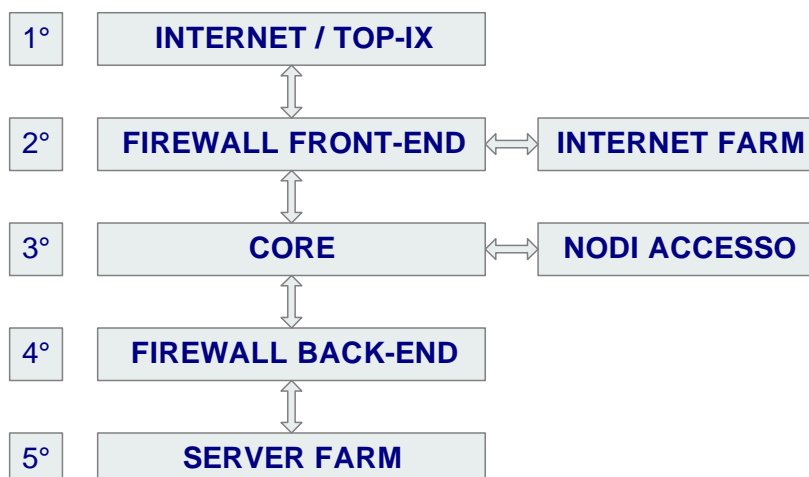 1° INTERNET / TOP-IX
2° FIREWALL FRONT-END INTERNET FARM
3° CORE NODI ACCESSO
4° FIREWALL BACK-END
5° SERVER FARM